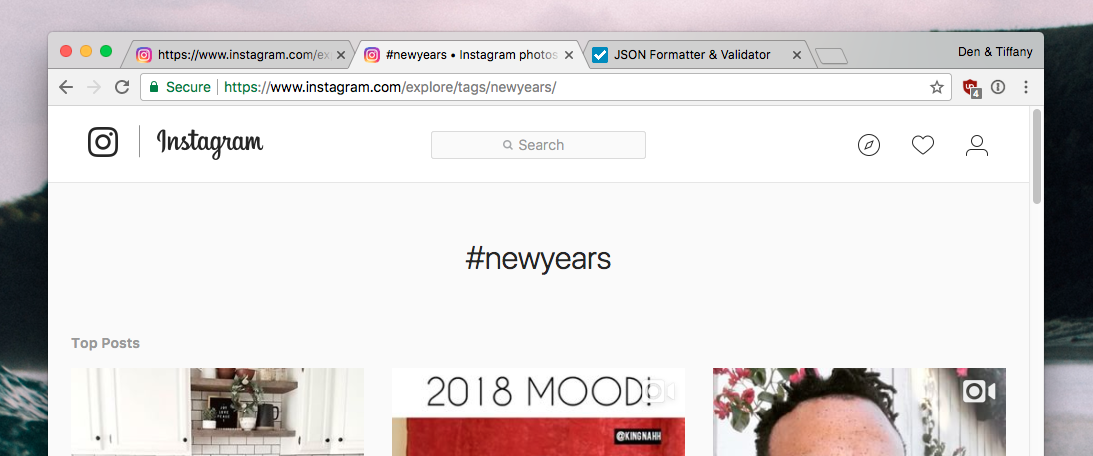 https://www.instagram.com/ex
#newyears • Instagram photos
JSON Formatter & Validator
Den & Tiffany
Secure
https://www.instagram.com/explore/tags/newyears/
4
Instagram
Search
#newyears
Top Posts
2018 MOOD:
@KINGNAHH